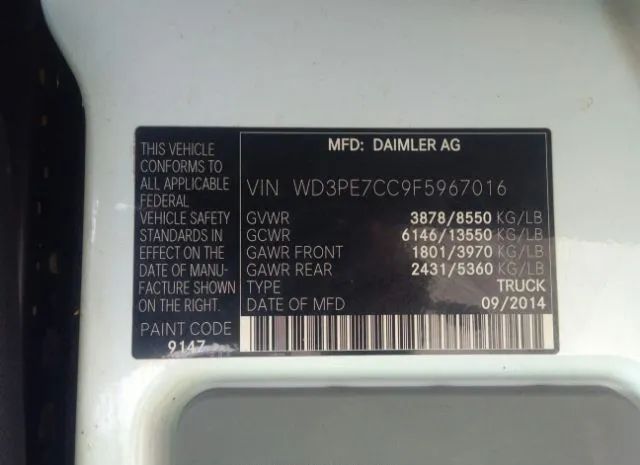 THIS VEHICLE
CONFORMS TO
ALL APPLICABLE
FEDERAL
VEHICLE SAFETY
STANDARDS IN
EFFECT ON THE
DATE OF MANU-
FACTURE SHOWN
ON THE RIGHT.
PAINT CODE
9147
MFD: DAIMLER AG
VIN WD3PE7CC9F5967016
GVWR 3878/8550 KG/LB
GCWR 6146/13550 KG/LB
GAWR FRONT 1801/3970 KG/LB
GAWR REAR 2431/5360 KG/LB
TYPE TRUCK
DATE OF MFD 09/2014